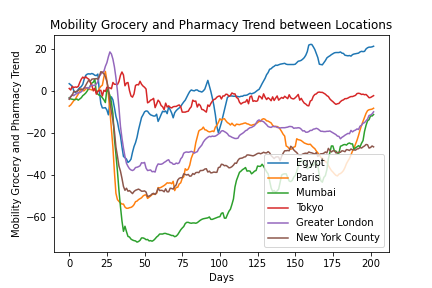 Mobility Grocery and Pharmacy Trend between Locations
Mobility Grocery and Pharmacy Trend
20
0
−20
−40
−60
0 25 50 75 100 125 150 175 200
Days
Egypt
Paris
Mumbai
Tokyo
Greater London
New York County